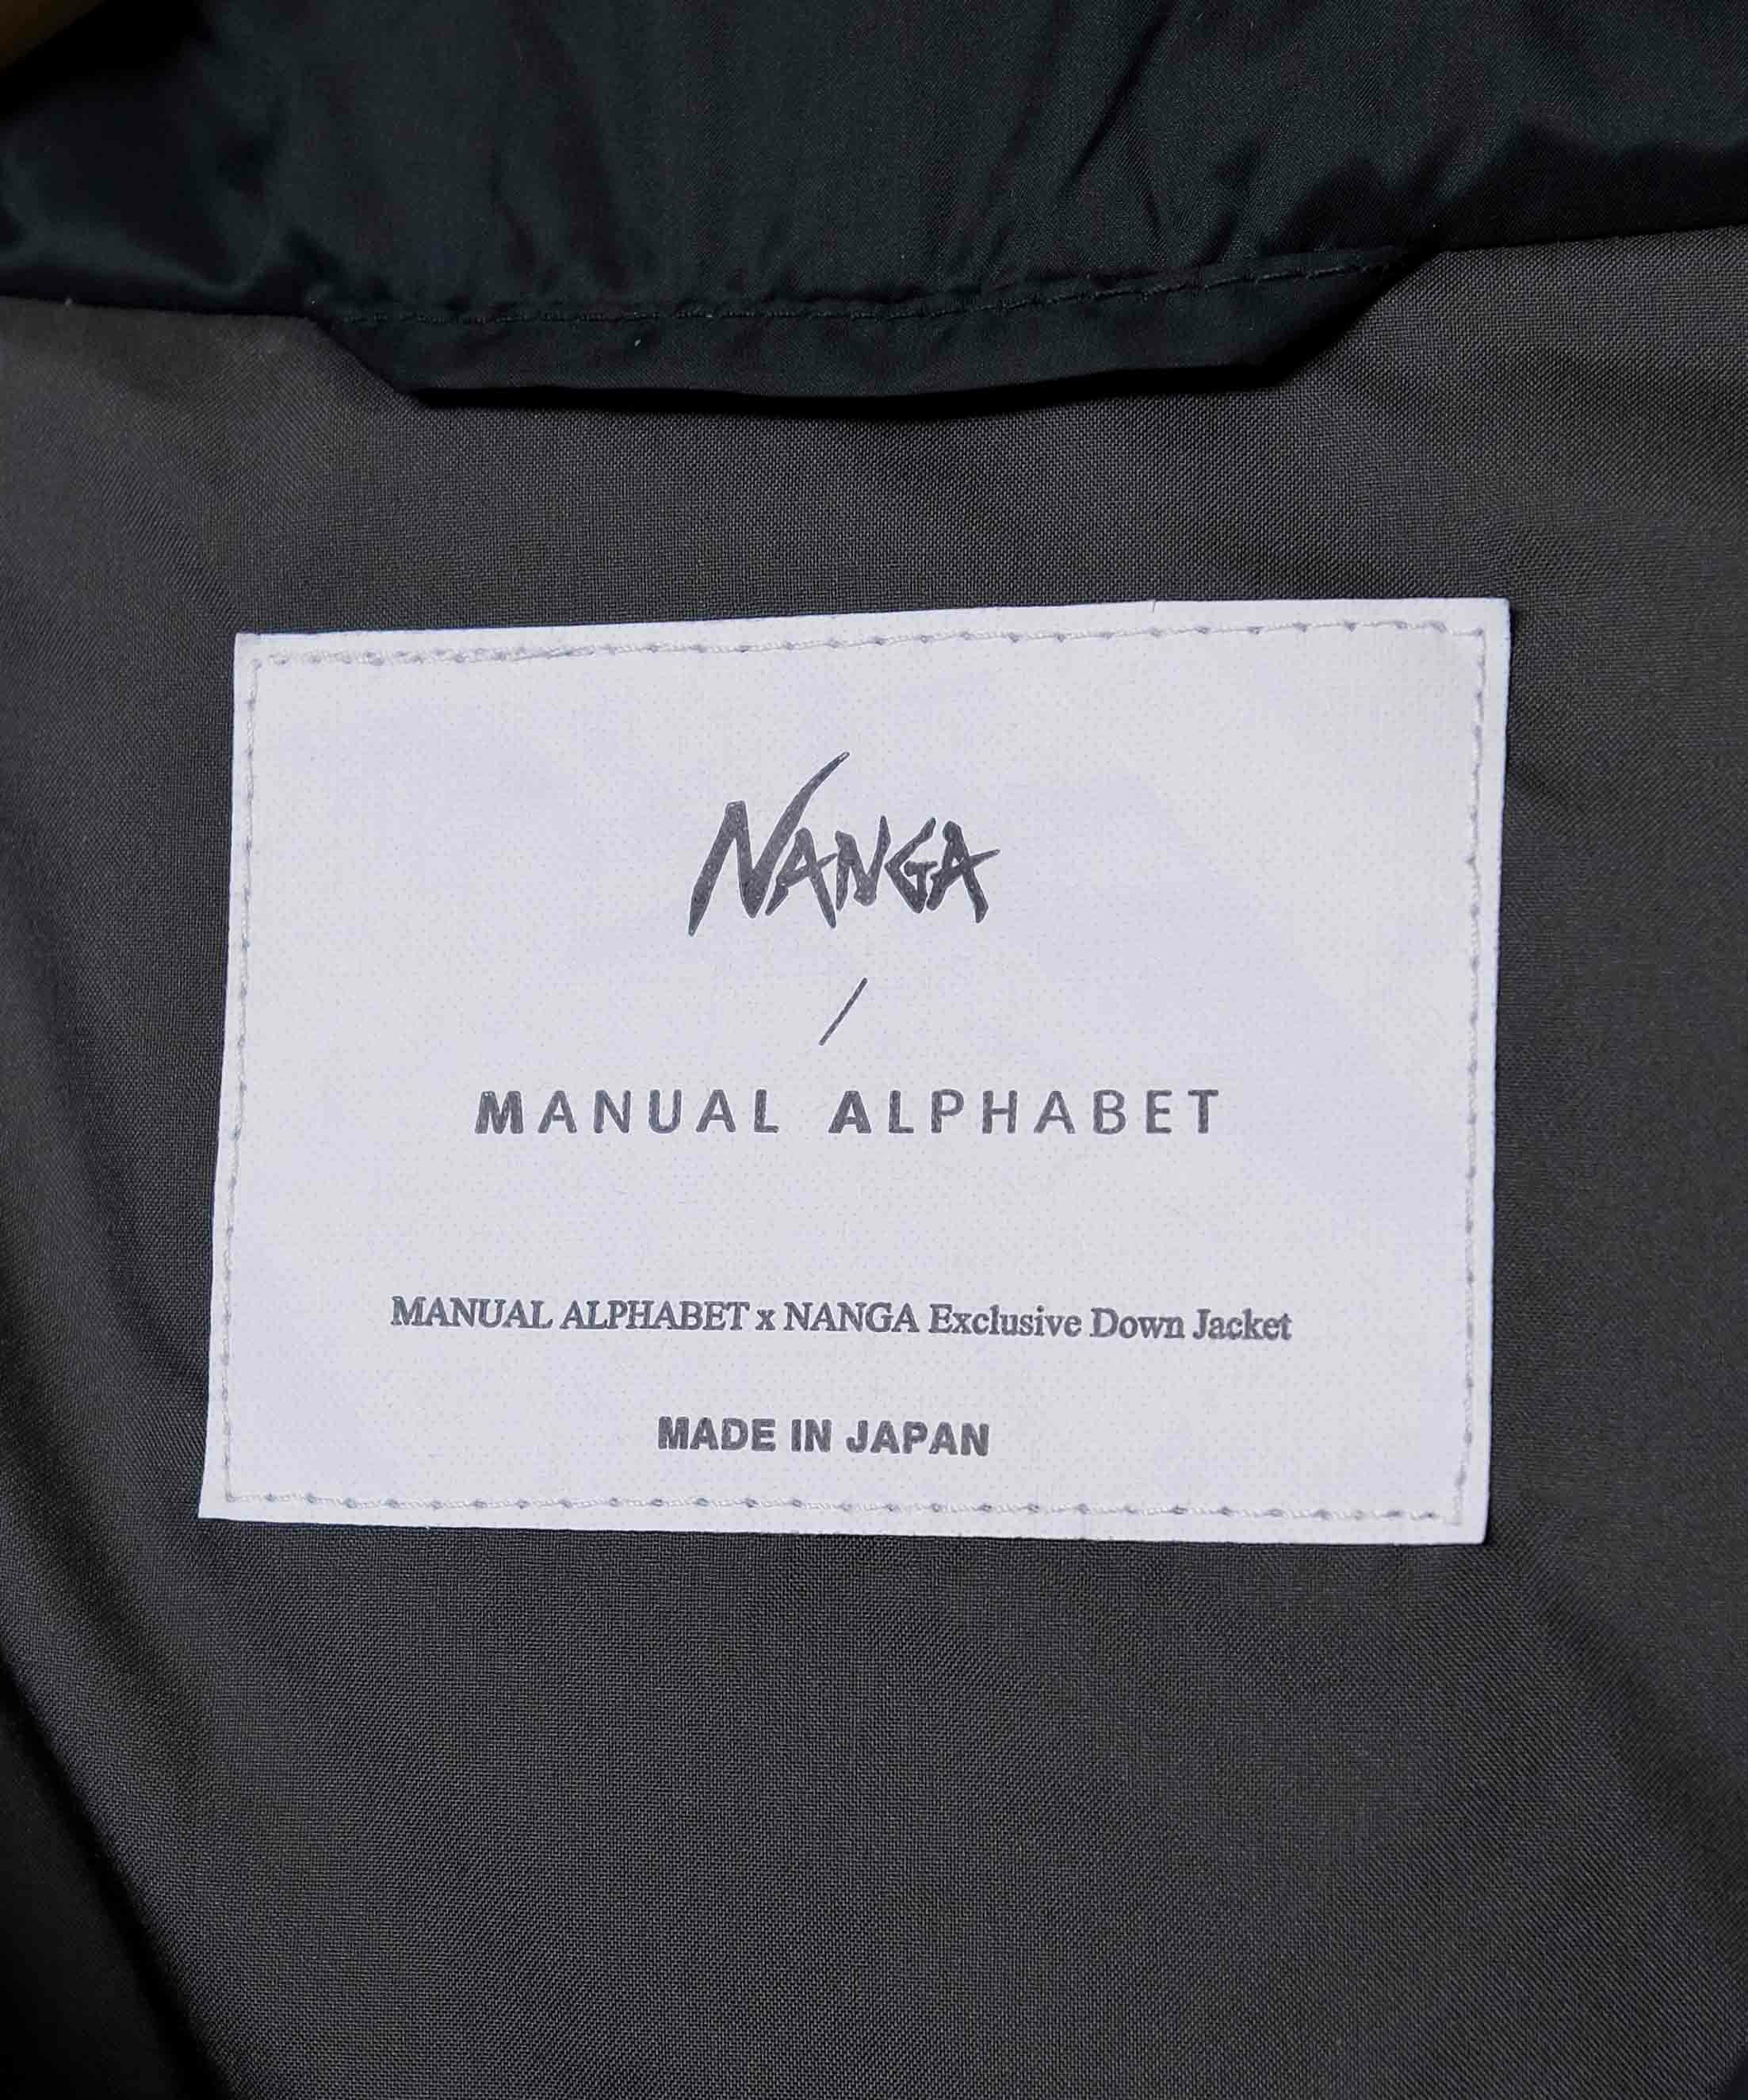 NANGA
/
MANUAL ALPHABET
MANUAL ALPHABET x NANGA Exclusive Down Jacket
MADE IN JAPAN